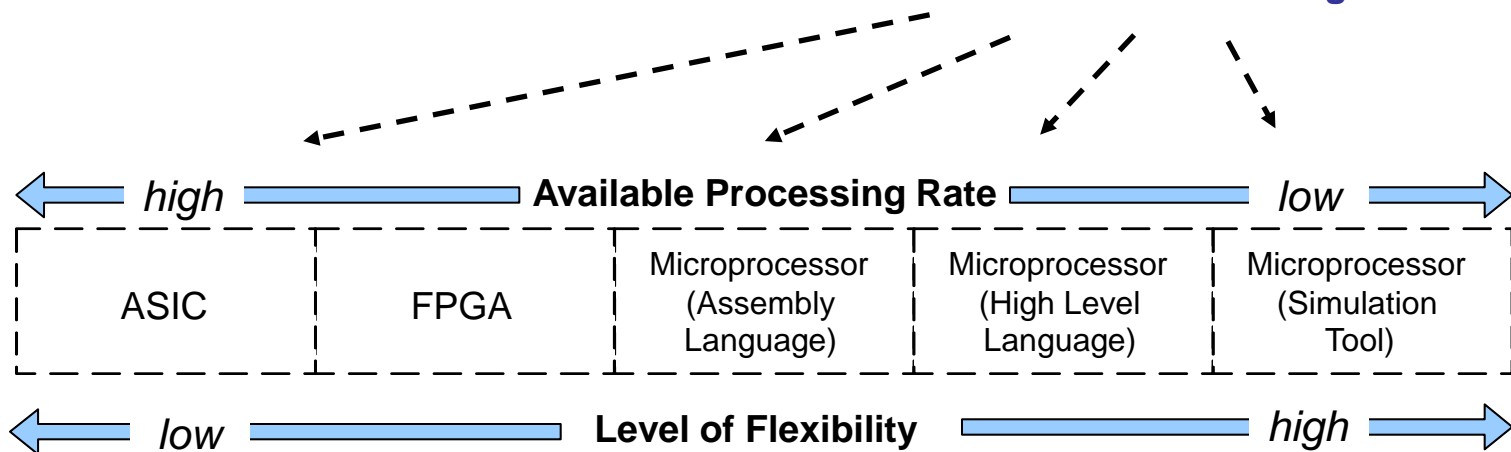 high Available Processing Rate low
ASIC
FPGA
Microprocessor
(Assembly
Language)
Microprocessor
(High Level
Language)
Microprocessor
(Simulation
Tool)
low Level of Flexibility high